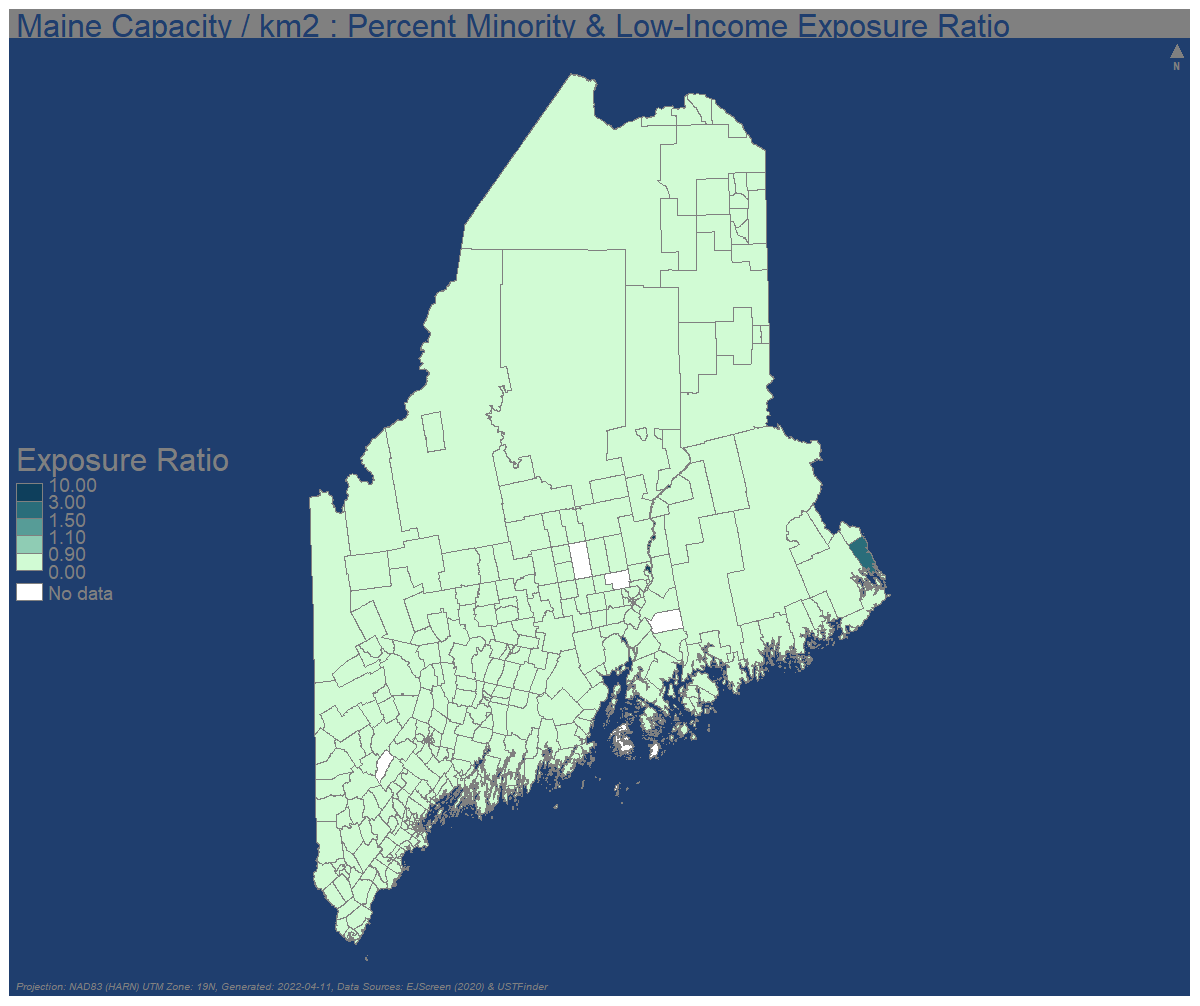 Maine Capacity / km2 : Percent Minority & Low-Income Exposure Ratio
N
Exposure Ratio
10.00
3.00
1.50
1.10
0.90
0.00
No data
Projection: NAD83 (HARN) UTM Zone: 19N, Generated: 2022-04-11, Data Sources: EJScreen (2020) & USTFinder